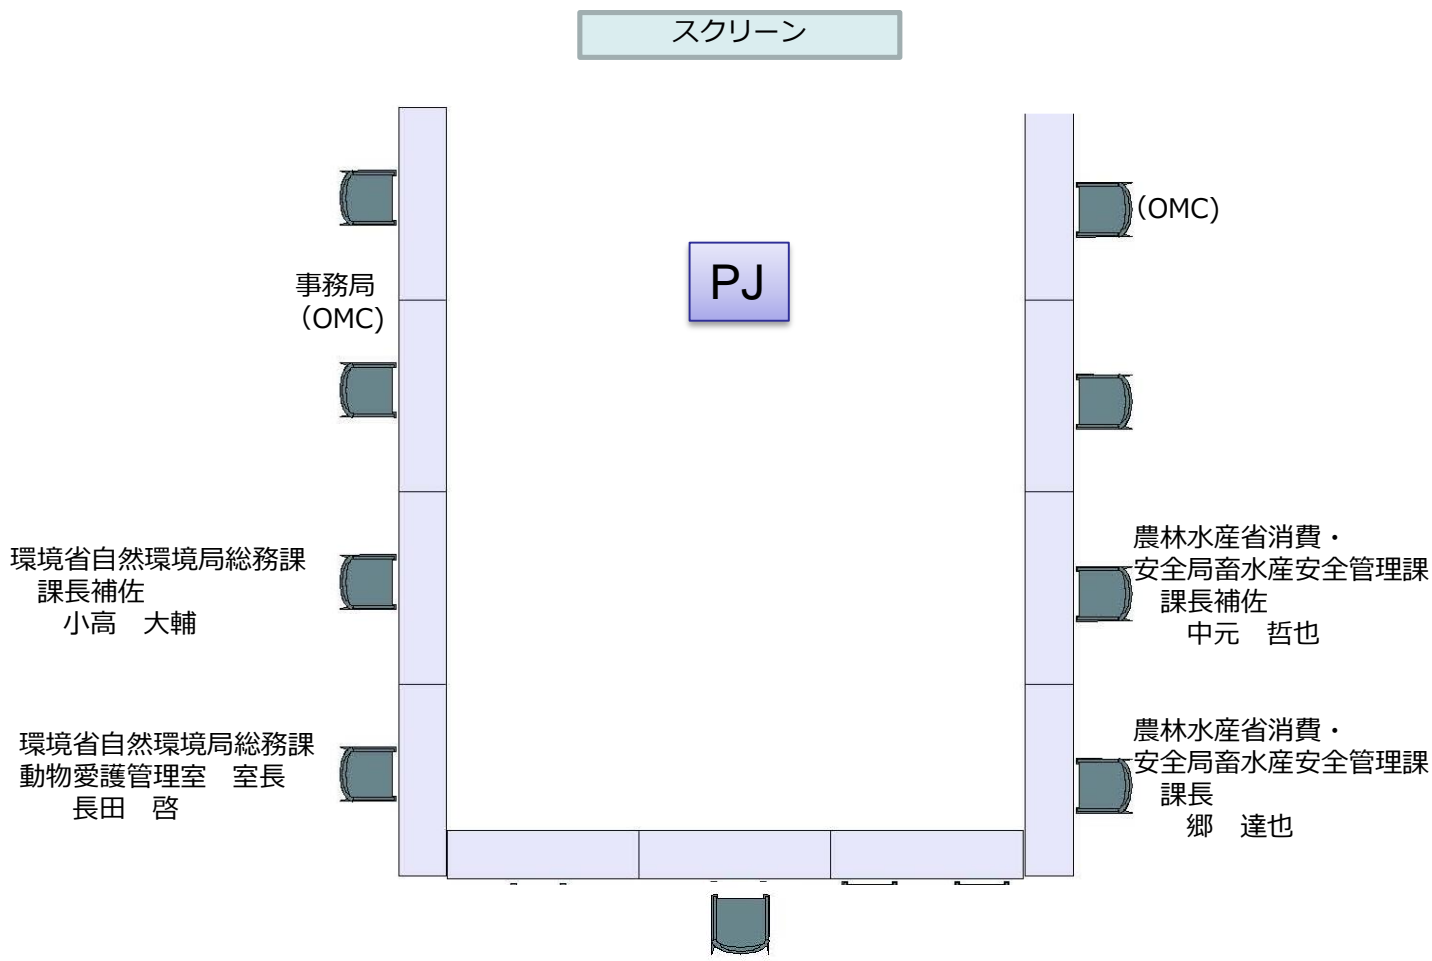 スクリーン
(OMC)
PJ
事務局
（OMC)
環境省自然環境局総務課
課長補佐
小高　大輔
農林水産省消費・
安全局畜水産安全管理課
課長補佐
中元　哲也
環境省自然環境局総務課
動物愛護管理室　室長
長田　啓
農林水産省消費・
安全局畜水産安全管理課
課長
郷　達也